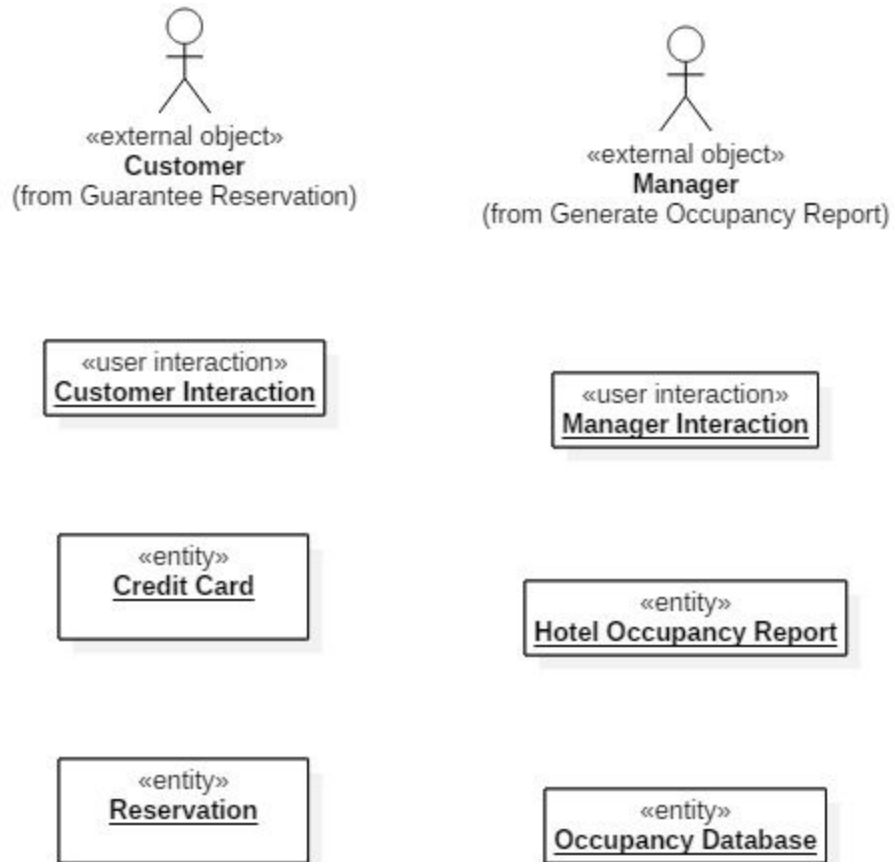 «external object»
Customer
(from Guarantee Reservation)
«external object»
Manager
(from Generate Occupancy Report)
«user interaction»
Customer Interaction
«user interaction»
Manager Interaction
«entity»
Credit Card
«entity»
Hotel Occupancy Report
«entity»
Reservation
«entity»
Occupancy Database